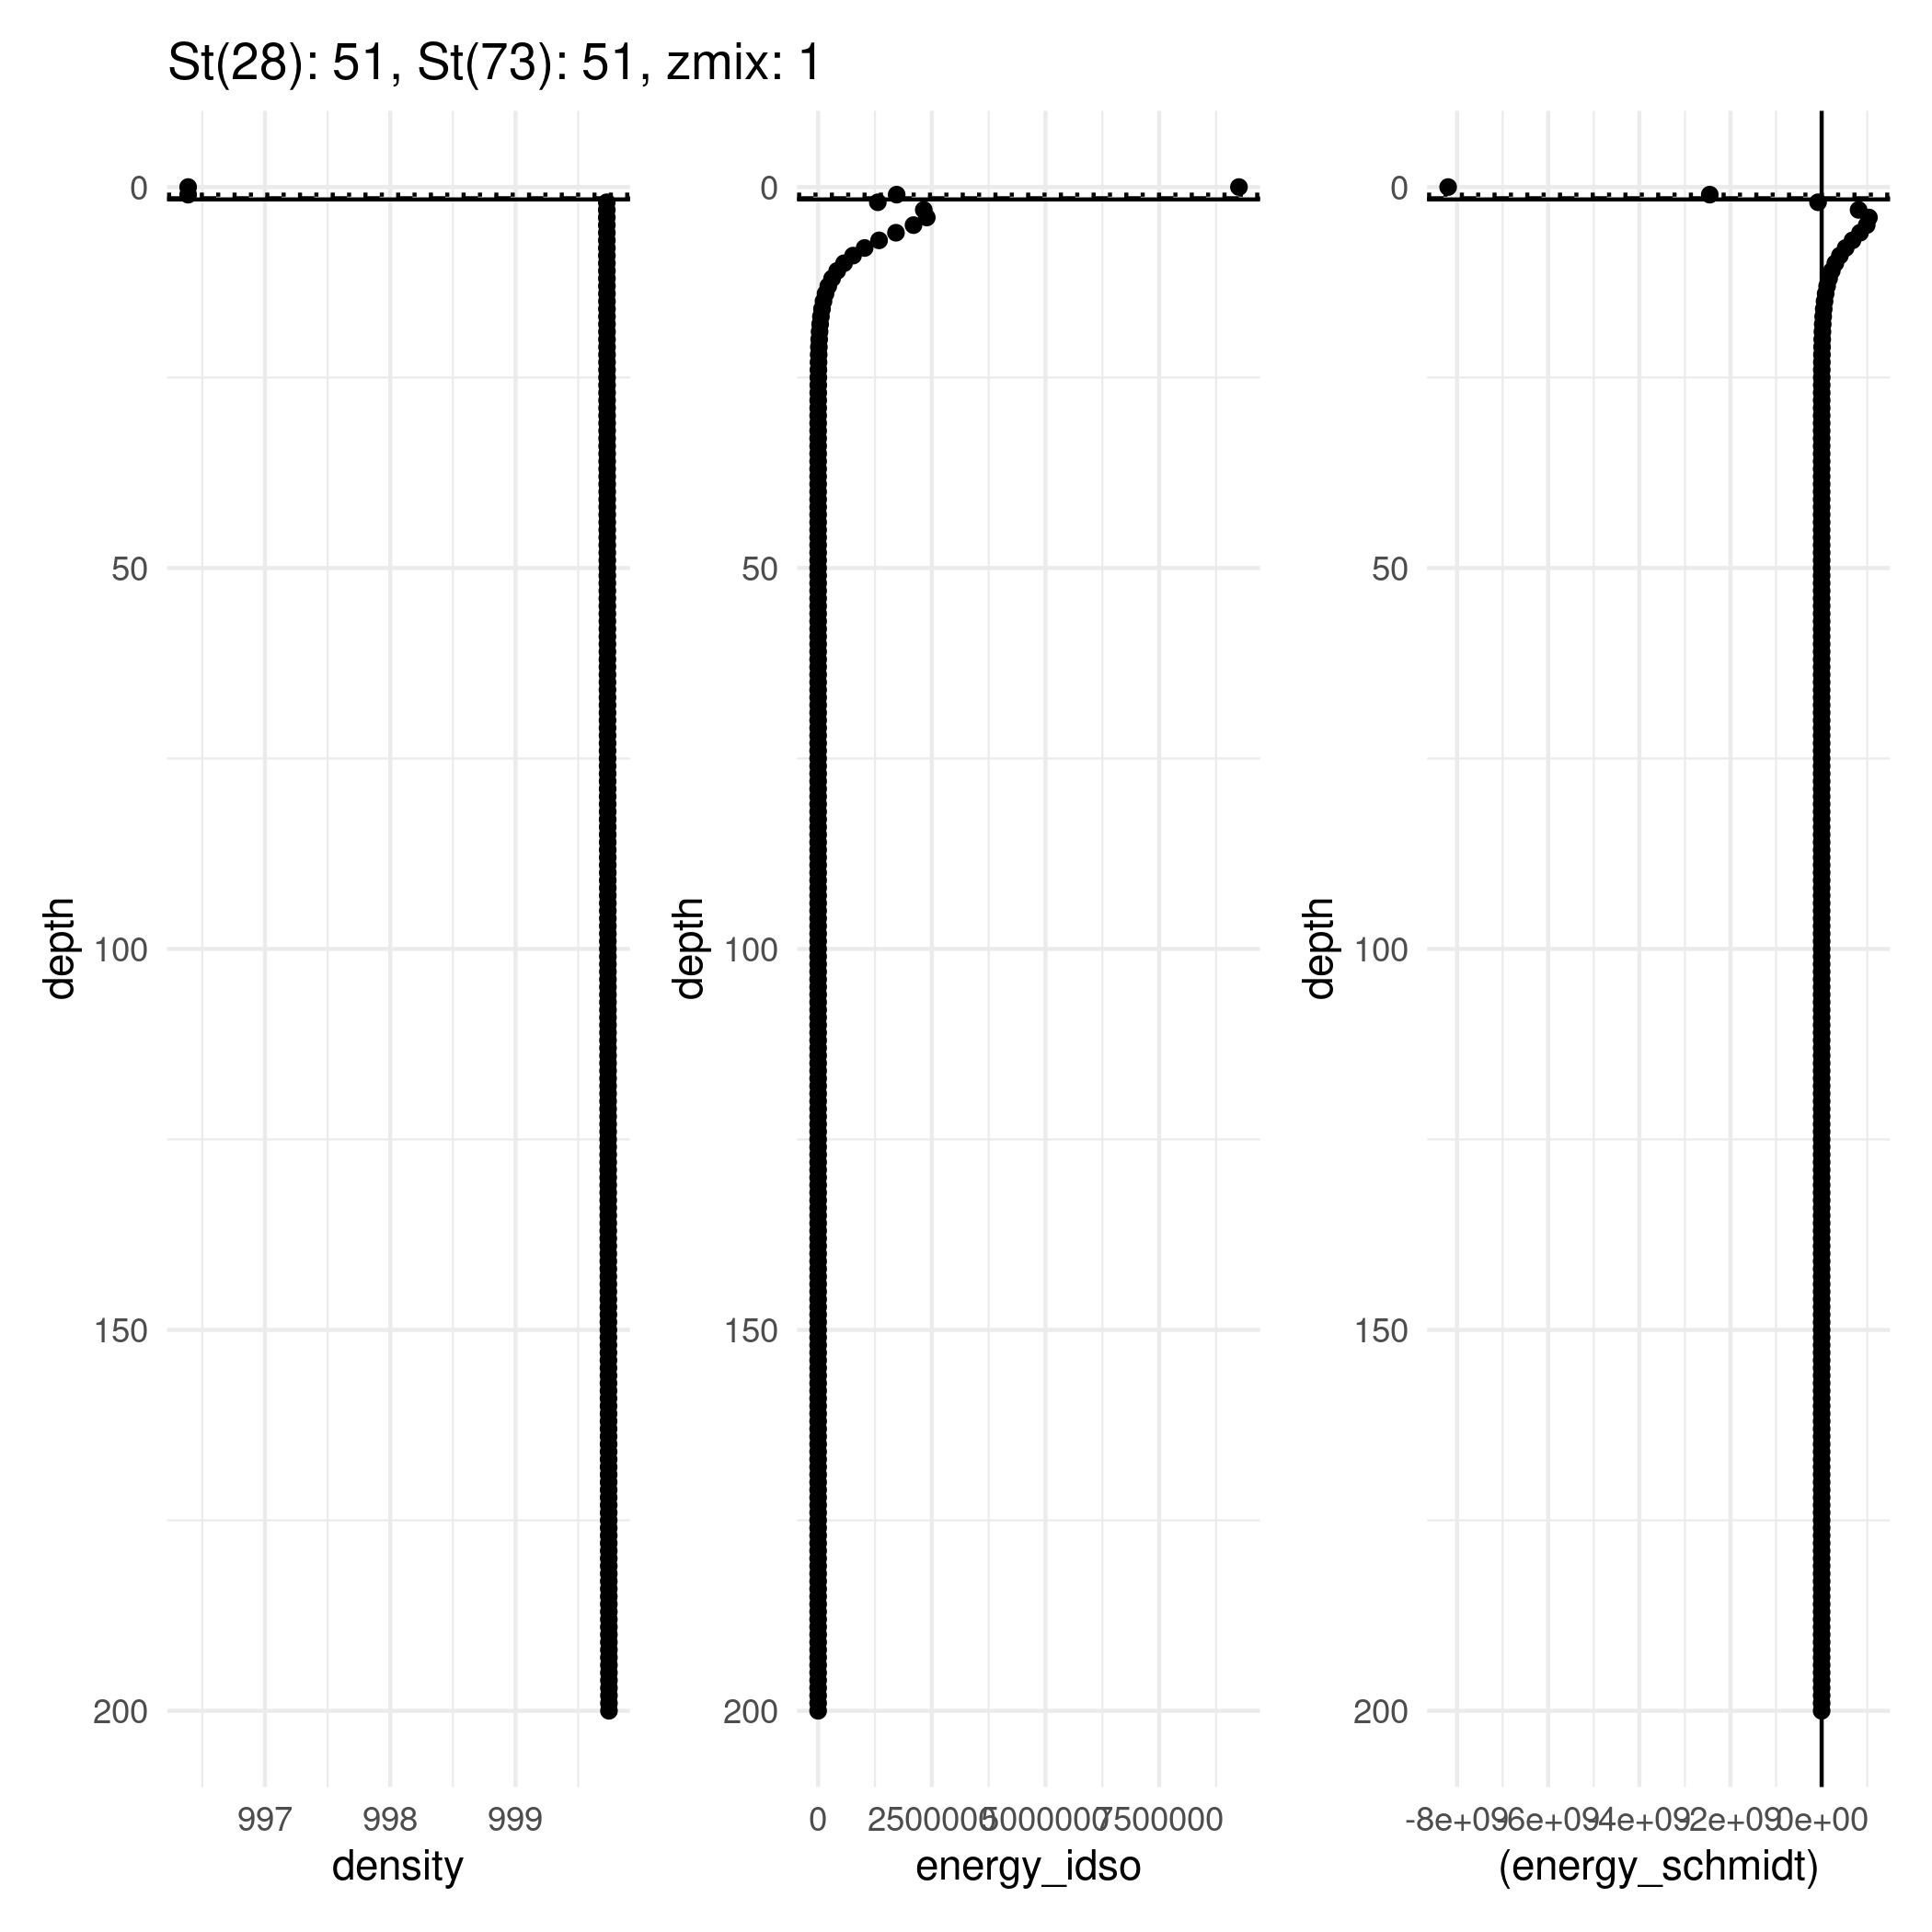 St(28): 51, St(73): 51, zmix: 1
0
50
100
150
200
depth
997 998 999
density
0
50
100
150
200
depth
0 2500000 5000000 7500000
energy_idso
0
50
100
150
200
depth
-8e+09 -6e+09 -4e+09 -2e+09 0e+00
(energy_schmidt)